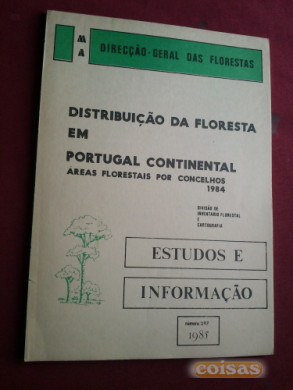 M
A
DIRECÇÃO-GERAL DAS FLORESTAS
DISTRIBUIÇÃO DA FLORESTA
EM
PORTUGAL CONTINENTAL
ÁREAS FLORESTAIS POR CONCELHOS
1984
DIVISÃO DE
INVENTÁRIO FLORESTAL
E
CARTOGRAFIA
ESTUDOS E
INFORMAÇÃO
número
1985
coisas